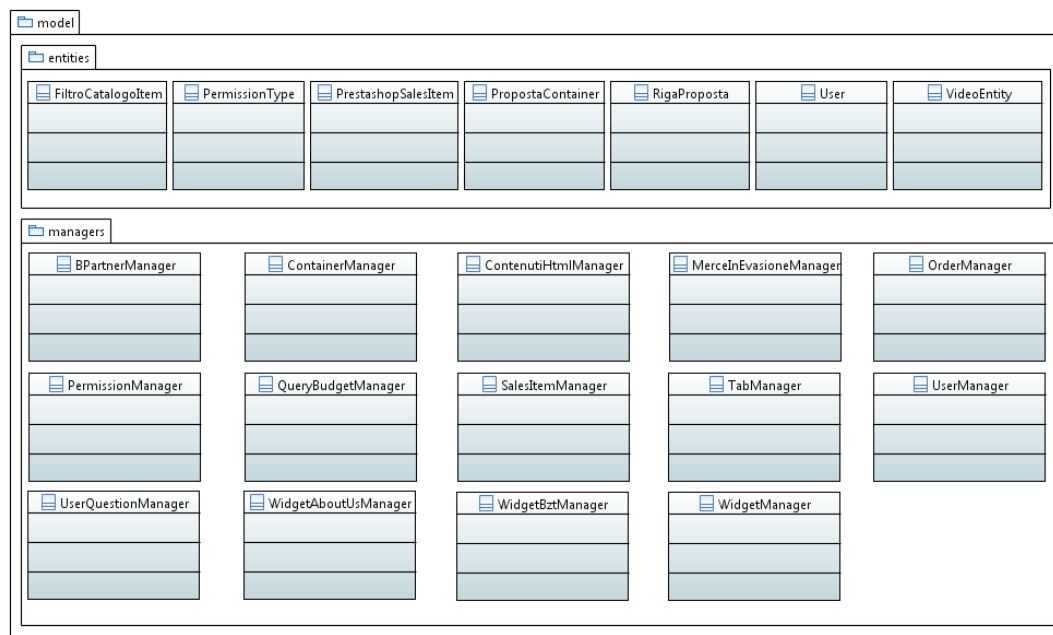 model
entities
FiltroCatalogoItem PermissionType PrestashopSalesItem PropostaContainer RigaProposta User VideoEntity
managers
BPartnerManager ContainerManager ContenutiHtmlManager MerceInEvasioneManager OrderManager
PermissionManager QueryBudgetManager SalesItemManager TabManager UserManager
UserQuestionManager WidgetAboutUsManager WidgetBztManager WidgetManager